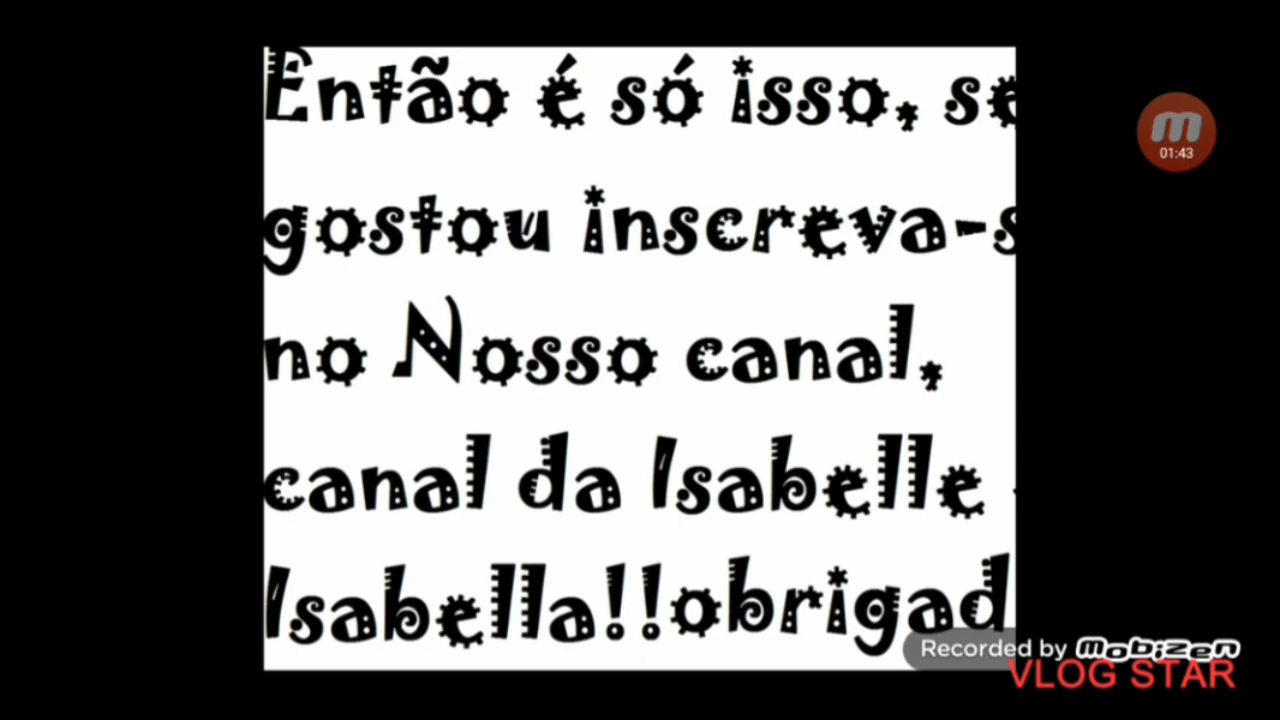 Então é só isso, se
gostou inscreva-s
no Nosso canal,
canal da Isabelle
Isabella!!obrigad
01:43
Recorded by mobizen
VLOG STAR